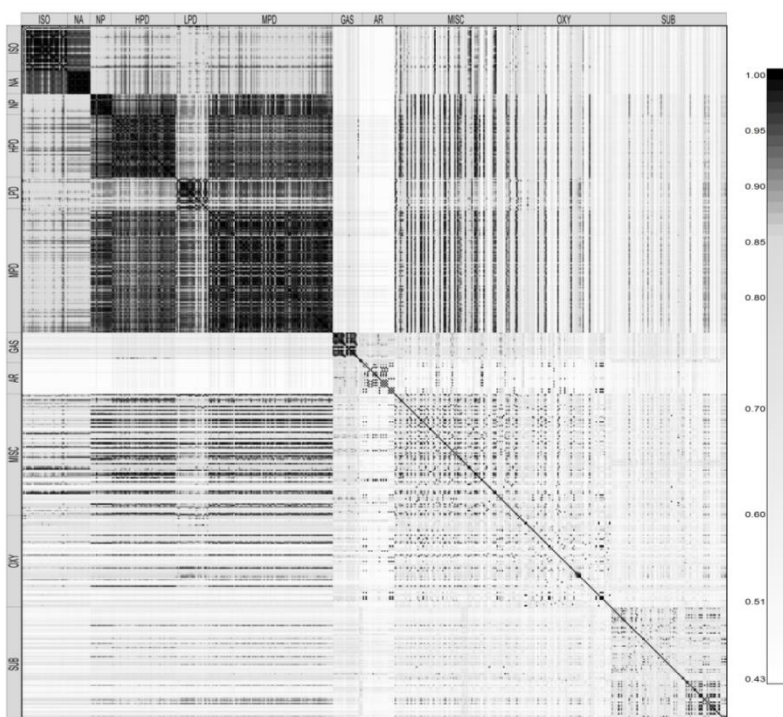 ISO NA NP HPD LPD MPD GAS AR MISC OXY SUB
ISO
NA
NP
HPD
LPD
MPD
GAS
AR
MISC
OXY
SUB
1.00
0.95
0.90
0.85
0.80
0.70
0.60
0.51
0.43